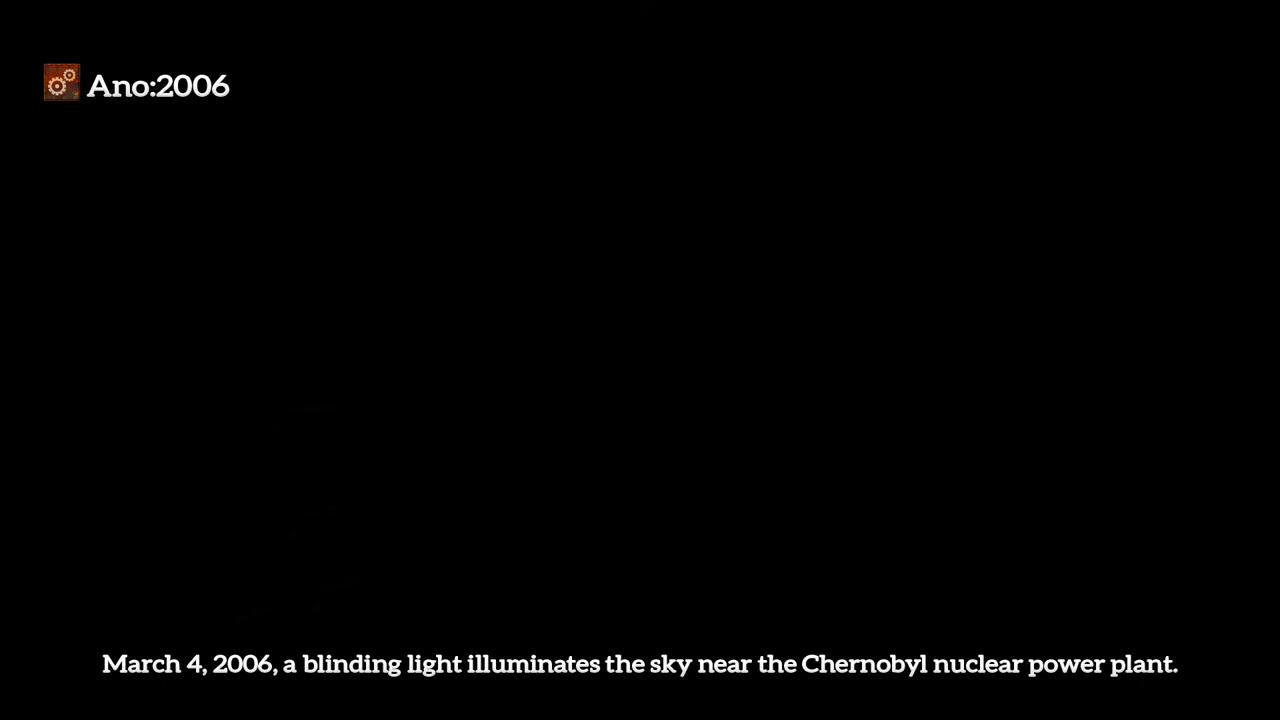 Ano:2006
March 4, 2006, a blinding light illuminates the sky near the Chernobyl nuclear power plant.